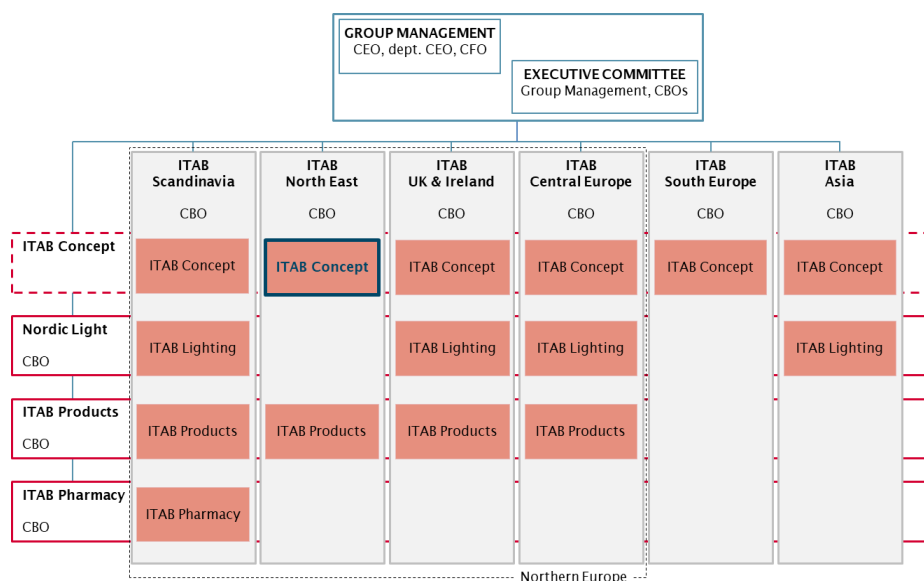 GROUP MANAGEMENT
CEO, dept. CEO, CFO
EXECUTIVE COMMITTEE
Group Management, CBOs
ITAB
Scandinavia
CBO
ITAB
North East
CBO
ITAB
UK & Ireland
CBO
ITAB
Central Europe
CBO
ITAB
South Europe
CBO
ITAB
Asia
CBO
ITAB Concept
ITAB Concept
ITAB Concept
ITAB Concept
ITAB Concept
ITAB Concept
ITAB Concept
Nordic Light
CBO
ITAB Lighting
ITAB Lighting
ITAB Lighting
ITAB Lighting
ITAB Products
CBO
ITAB Products
ITAB Products
ITAB Products
ITAB Products
ITAB Pharmacy
CBO
ITAB Pharmacy
Northern Europe